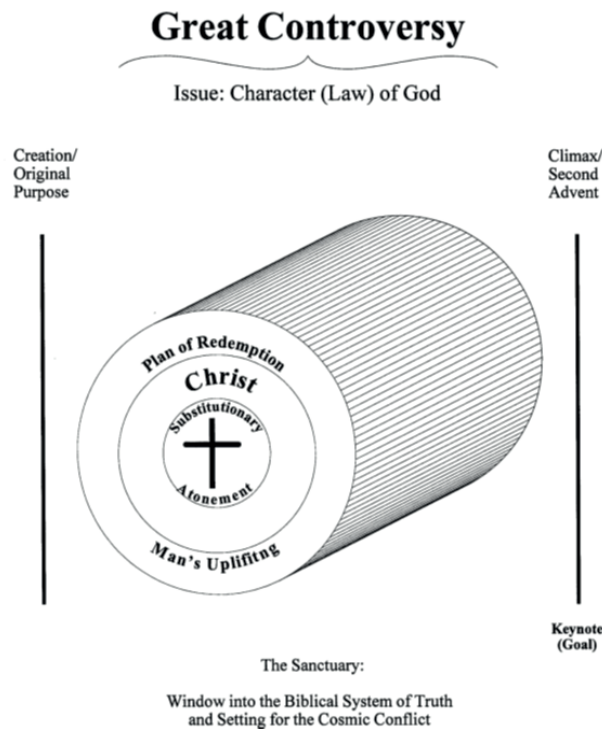 Great Controversy
Issue: Character (Law) of God
Creation/
Original
Purpose
Climax/
Second
Advent
Plan of Redemption
Christ
Substitutionary
Atonement
Man's Uplifitng
Keynote
(Goal)
The Sanctuary:
Window into the Biblical System of Truth
and Setting for the Cosmic Conflict